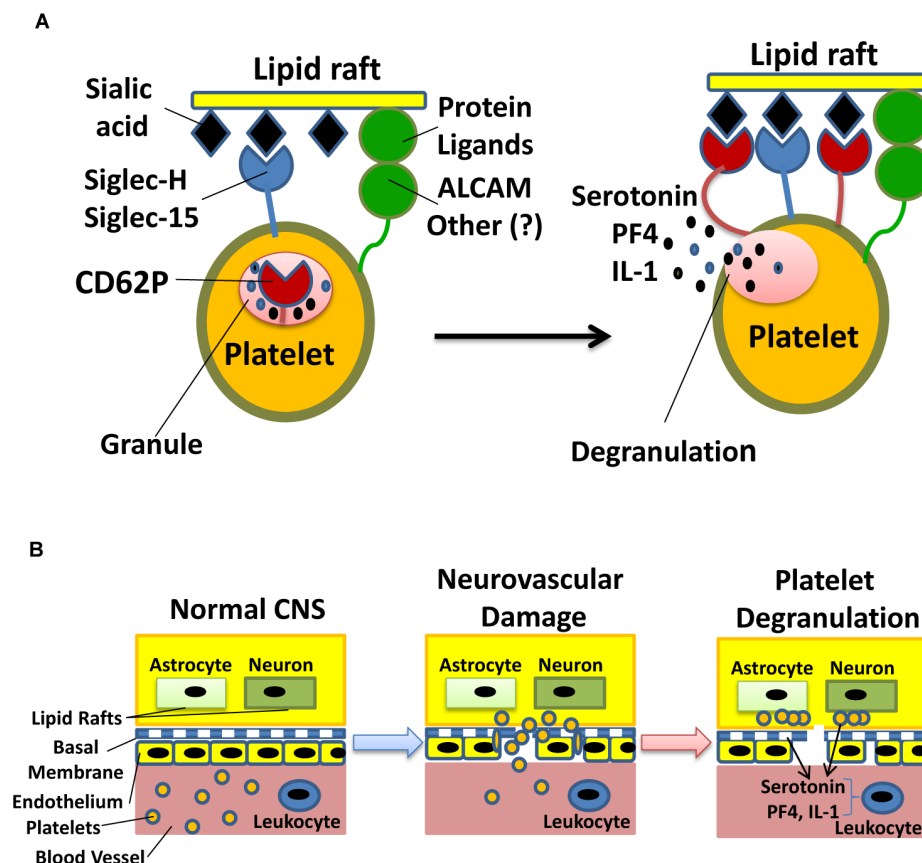 A
Lipid raft
Sialic
acid
Protein
Ligands
Siglec-H
Siglec-15
ALCAM
Other (?)
CD62P
Platelet
Granule
Lipid raft
Serotonin
PF4
IL-1
Platelet
Degranulation
B
Normal CNS
Astrocyte
Neuron
Lipid Rafts
Basal
Membrane
Endothelium
Platelets
Leukocyte
Blood Vessel
Neurovascular
Damage
Astrocyte
Neuron
Leukocyte
Platelet
Degranulation
Astrocyte
Neuron
Serotonin
PF4, IL-1
Leukocyte